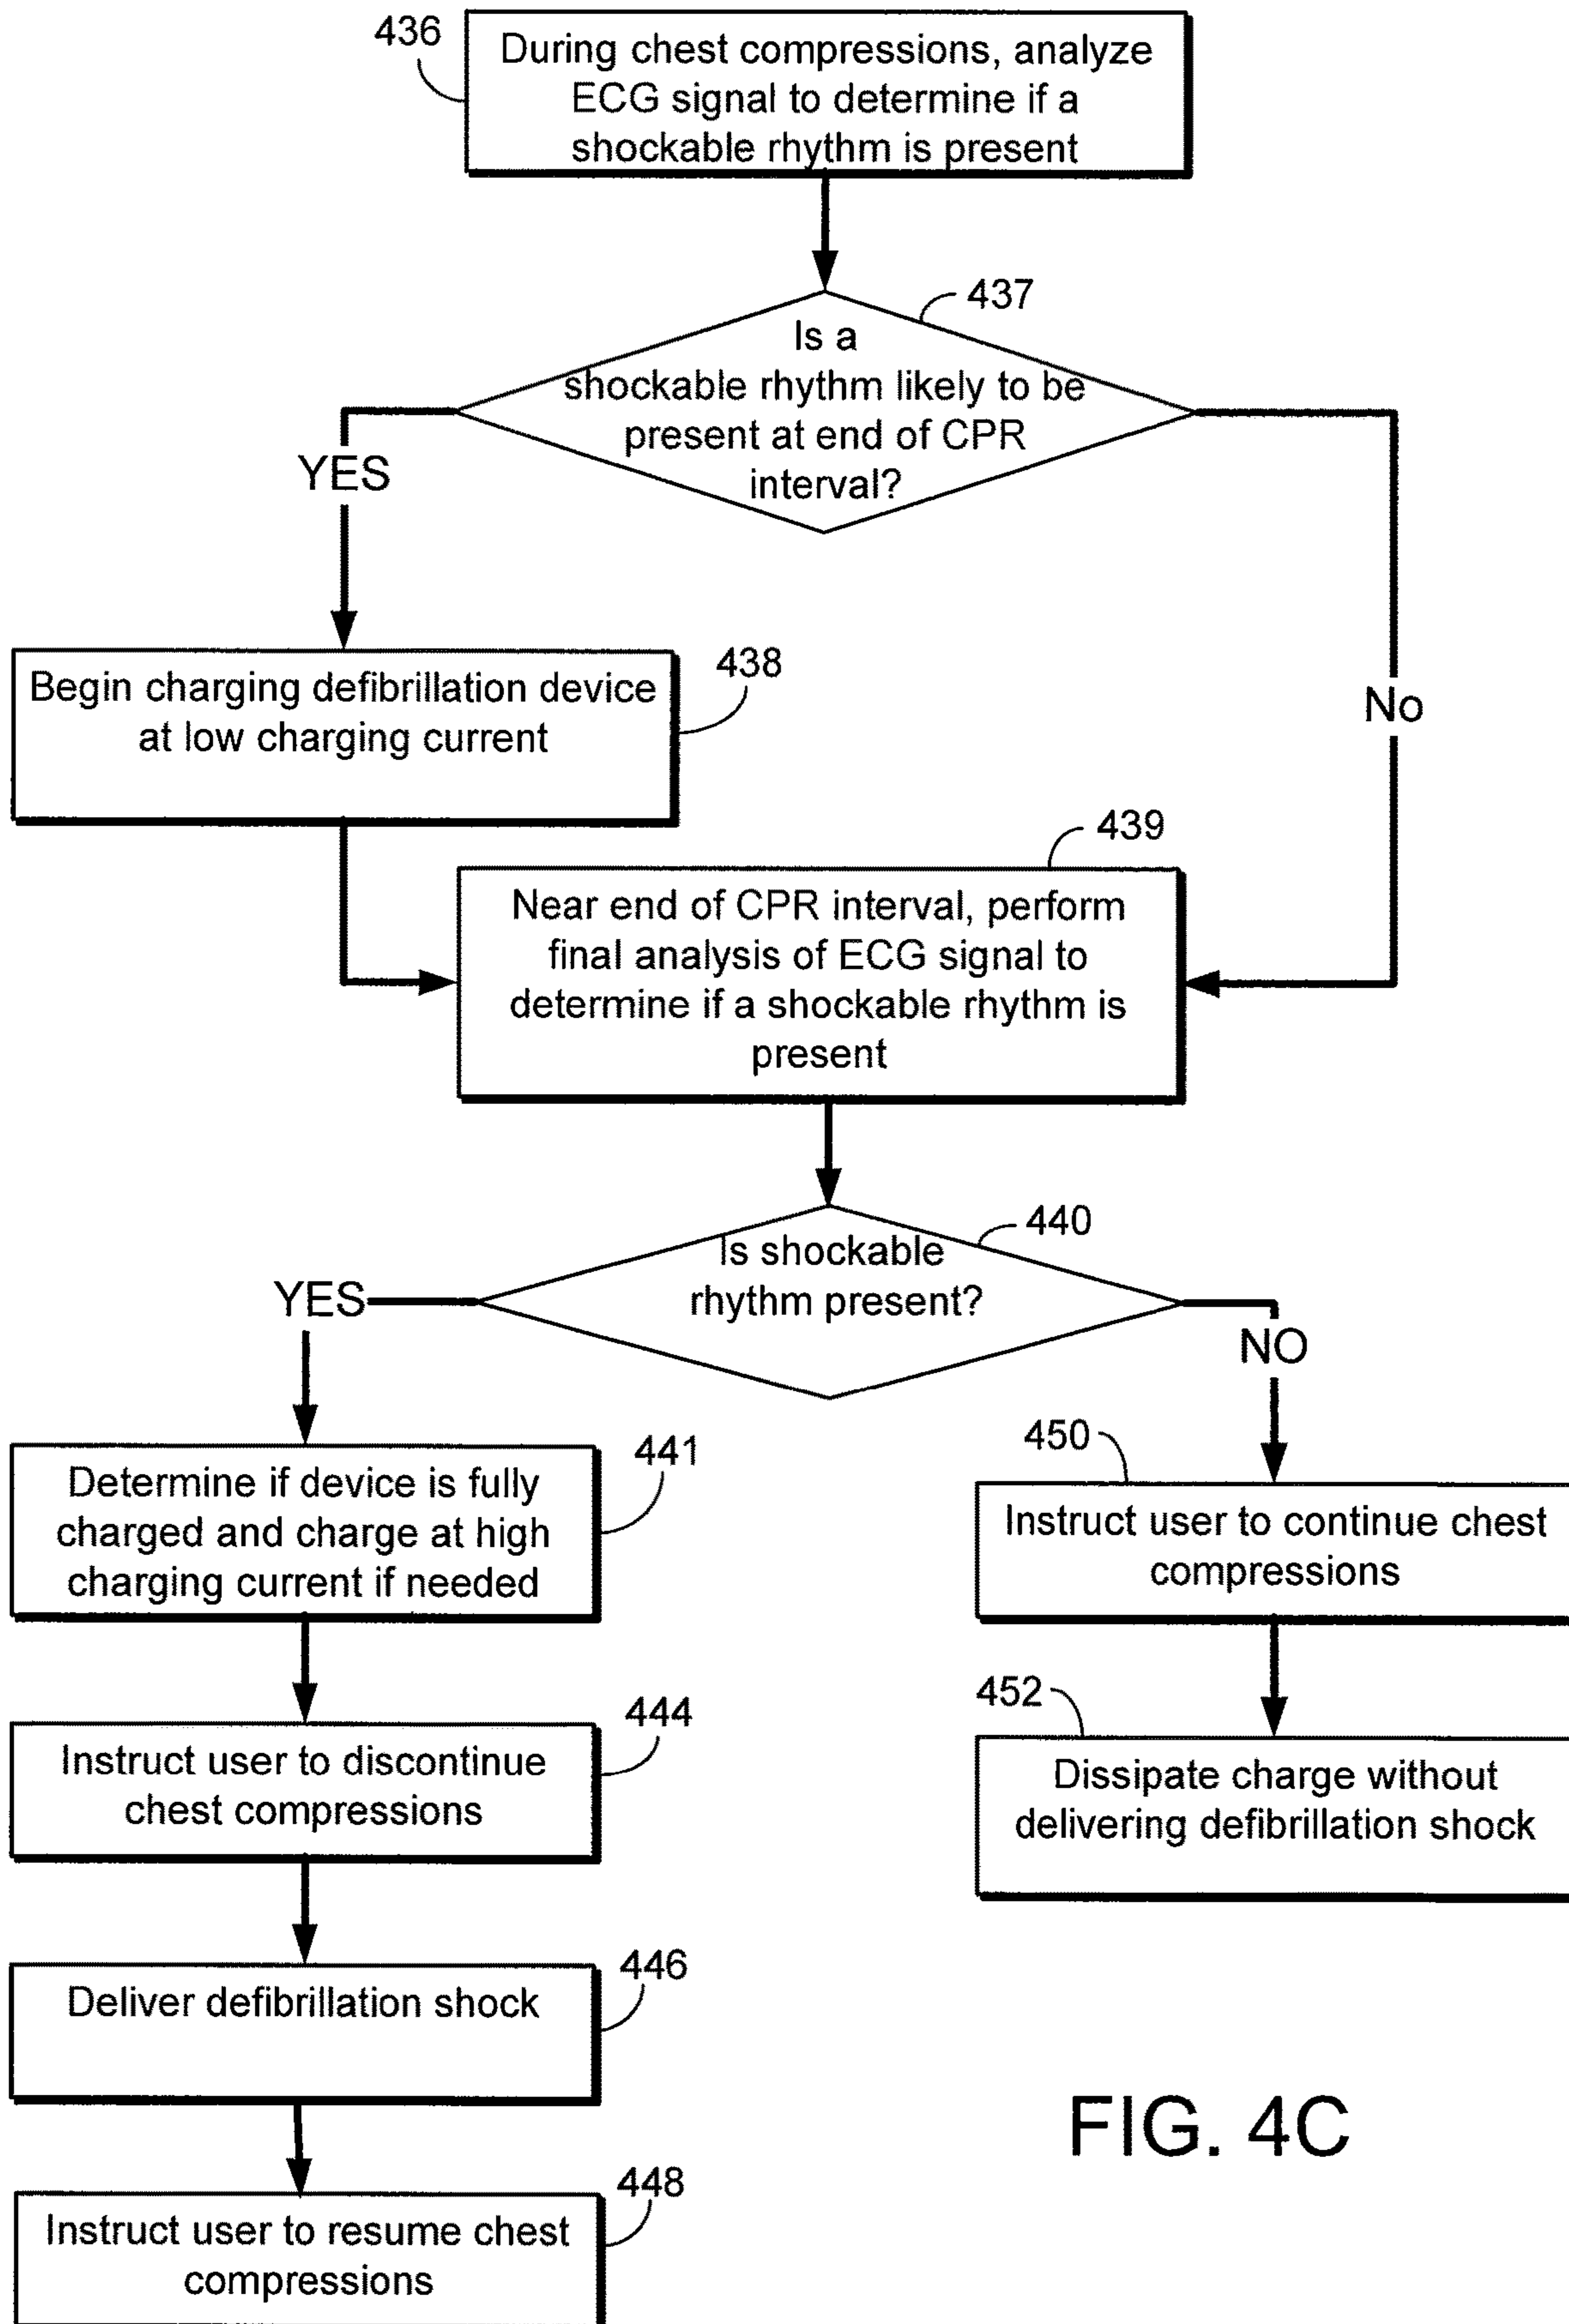 436
During chest compressions, analyze
ECG signal to determine if a
shockable rhythm is present
437
Is a
shockable rhythm likely to be
present at end of CPR
interval?
YES
No
438
Begin charging defibrillation device
at low charging current
439
Near end of CPR interval, perform
final analysis of ECG signal to
determine if a shockable rhythm is
present
440
Is shockable
rhythm present?
YES
NO
441
Determine if device is fully
charged and charge at high
charging current if needed
450
Instruct user to continue chest
compressions
444
Instruct user to discontinue
chest compressions
452
Dissipate charge without
delivering defibrillation shock
446
Deliver defibrillation shock
448
Instruct user to resume chest
compressions
FIG. 4C